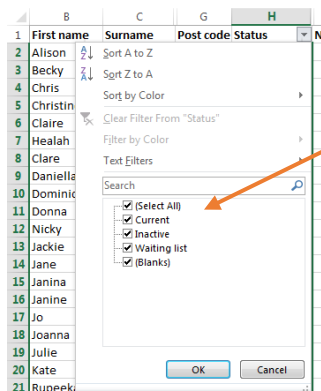 B C G H
1 First name Surname Post code Status N
2 Alison
3 Becky
4 Chris
5 Christin
6 Claire
7 Healah
8 Clare
9 Daniella
10 Dominic
11 Donna
12 Nicky
13 Jackie
14 Jane
15 Janina
16 Janine
17 Jo
18 Joanna
19 Julie
20 Kate
21 Rupeeka
Sort A to Z
Sort Z to A
Sort by Color
Clear Filter From "Status"
Filter by Color
Text Filters
Search
(Select All)
Current
Inactive
Waiting list
(Blanks)
OK Cancel